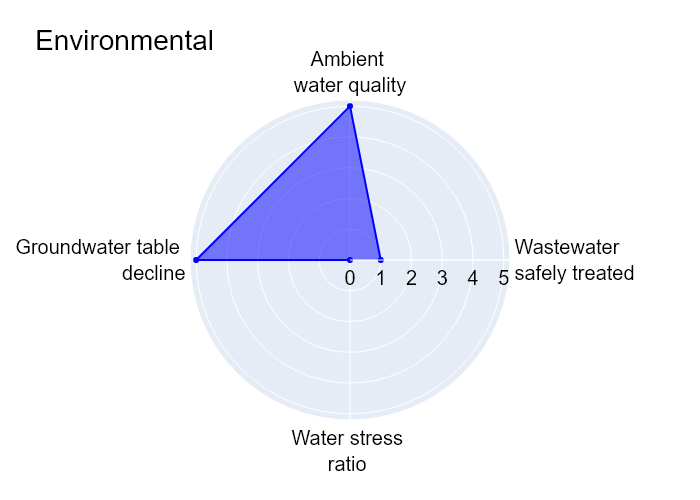 Environmental
Ambient
water quality
Groundwater table
decline
Wastewater
safely treated
0 1 2 3 4 5
Water stress
ratio